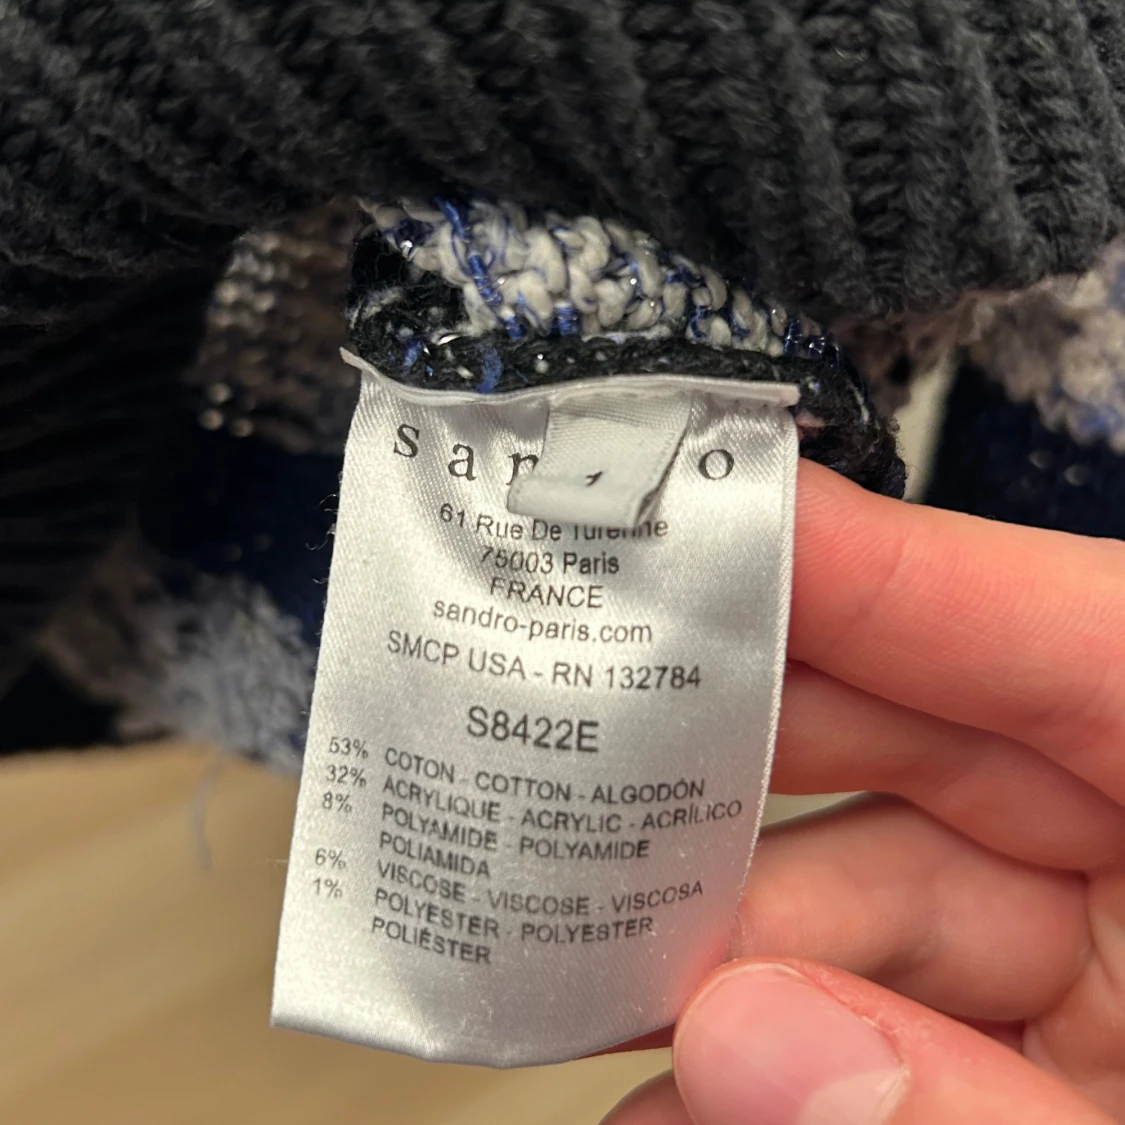 sandro
61 Rue De Turenne
75003 Paris
FRANCE
sandro-paris.com
SMCP USA - RN 132784
S8422E
53% COTON - COTTON - ALGODÓN
32% ACRYLIQUE - ACRYLIC - ACRÍLICO
8% POLYAMIDE - POLYAMIDE
POLIAMIDA
6% VISCOSE - VISCOSE - VISCOSA
1% POLYESTER - POLYESTER
POLIÉSTER